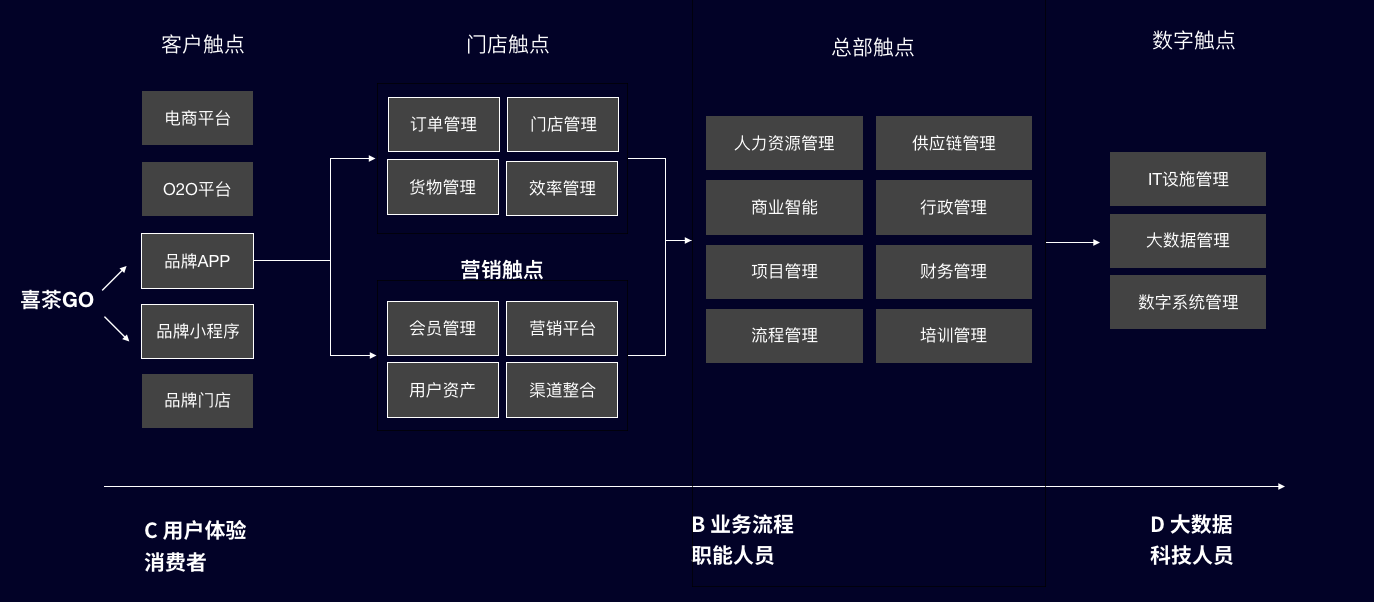 客户触点
门店触点
总部触点
数字触点
电商平台
O2O平台
品牌APP
品牌小程序
品牌门店
喜茶GO
订单管理
门店管理
货物管理
效率管理
营销触点
会员管理
营销平台
用户资产
渠道整合
人力资源管理
供应链管理
商业智能
行政管理
项目管理
财务管理
流程管理
培训管理
IT设施管理
大数据管理
数字系统管理
C 用户体验
消费者
B 业务流程
职能人员
D 大数据
科技人员